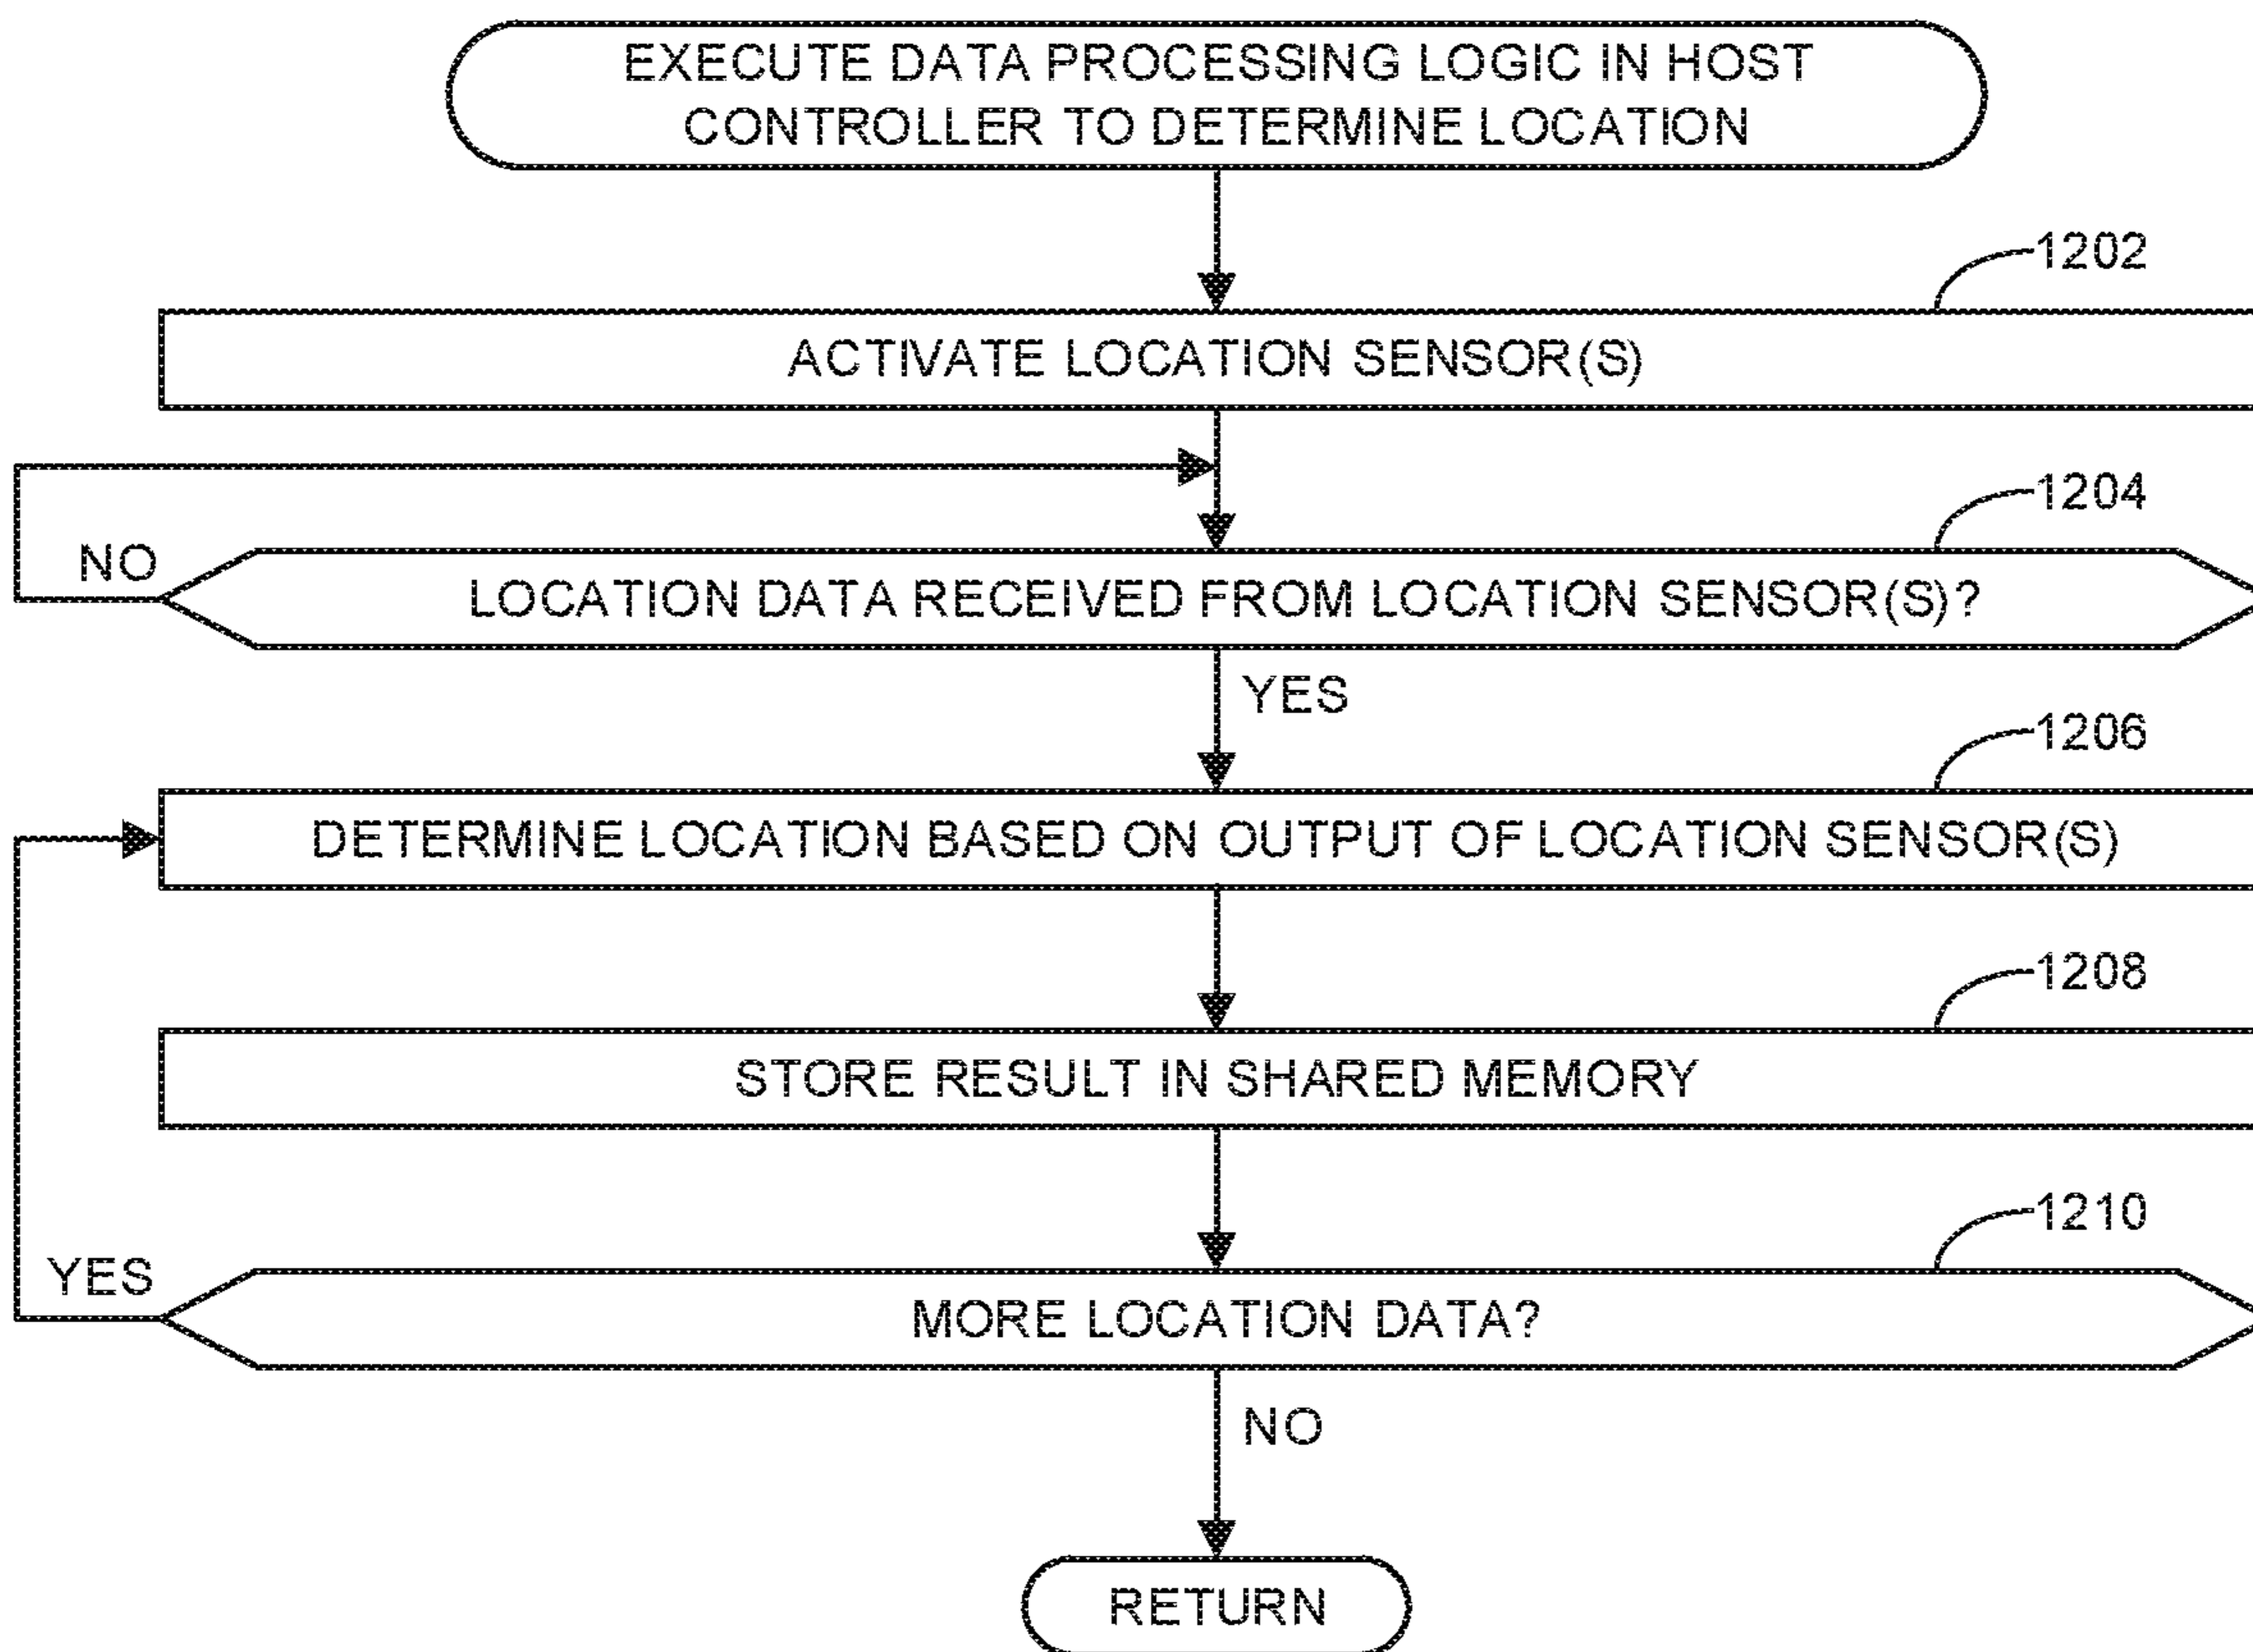 EXECUTE DATA PROCESSING LOGIC IN HOST
CONTROLLER TO DETERMINE LOCATION
1202
ACTIVATE LOCATION SENSOR(S)
1204
NO
LOCATION DATA RECEIVED FROM LOCATION SENSOR(S)?
YES
1206
DETERMINE LOCATION BASED ON OUTPUT OF LOCATION SENSOR(S)
1208
STORE RESULT IN SHARED MEMORY
1210
YES
MORE LOCATION DATA?
NO
RETURN